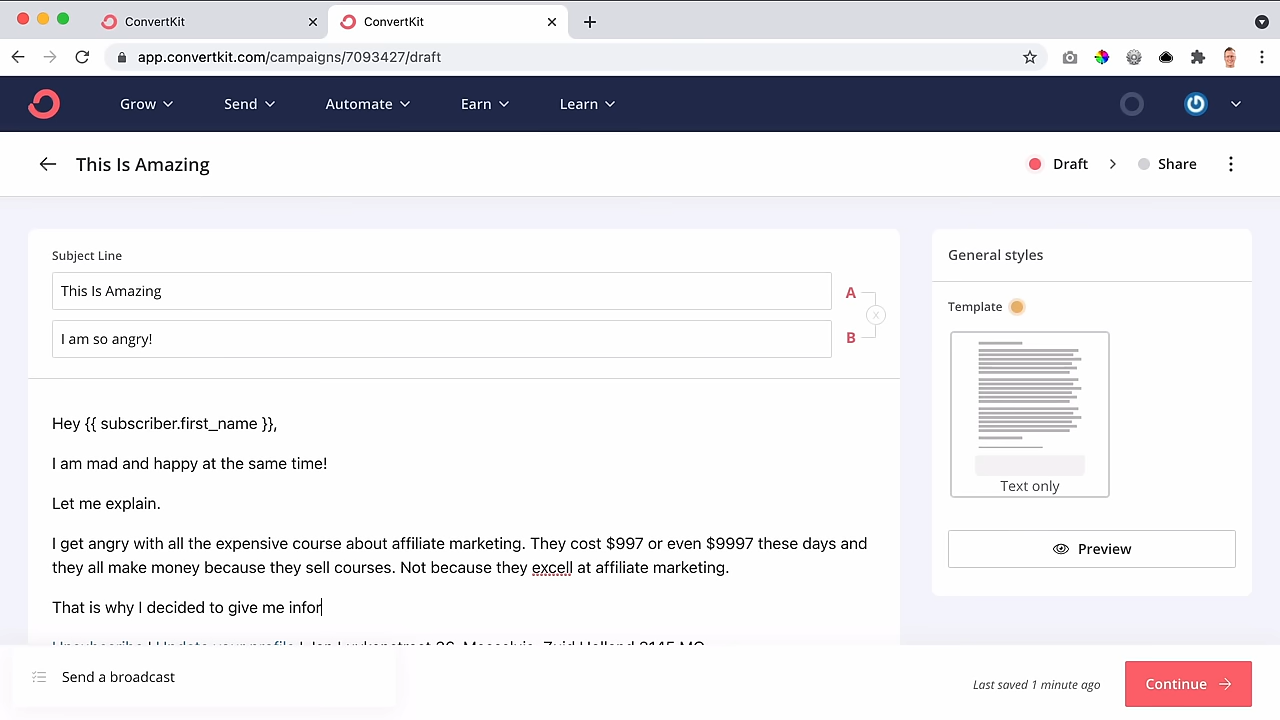 ConvertKit
ConvertKit
app.convertkit.com/campaigns/7093427/draft
Grow Send Automate Earn Learn
This Is Amazing
Draft > Share
Subject Line
This Is Amazing
A
x
I am so angry!
B
General styles
Template
Text only
Preview
Hey {{ subscriber.first_name }},
I am mad and happy at the same time!
Let me explain.
I get angry with all the expensive course about affiliate marketing. They cost $997 or even $9997 these days and
they all make money because they sell courses. Not because they excell at affiliate marketing.
That is why I decided to give me infor
Send a broadcast
Last saved 1 minute ago
Continue